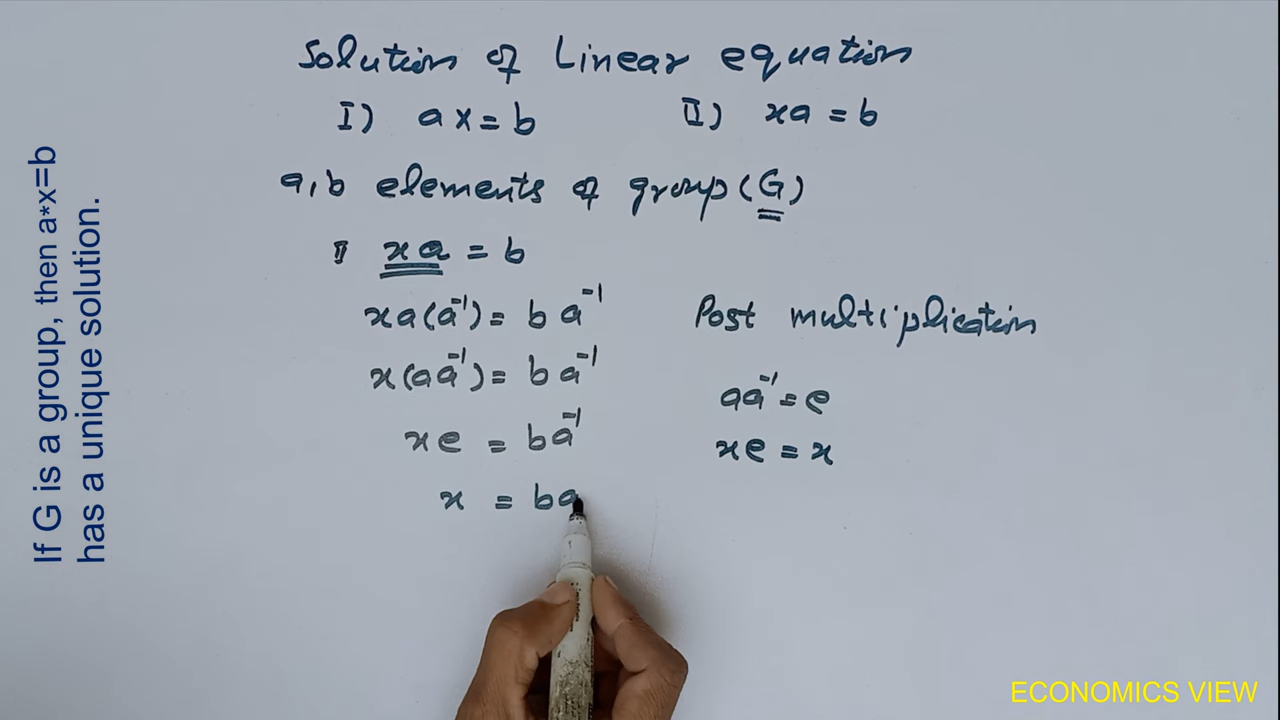 Solution of Linear equation
I) ax = b II) xa = b
a, b elements of group (G)
II xa = b
xa(a⁻¹) = b a⁻¹ Post multiplication
x(aa⁻¹) = b a⁻¹
aa⁻¹ = e
xe = ba⁻¹
xe = x
x = ba
If G is a group, then a*x=b
has a unique solution.
ECONOMICS VIEW